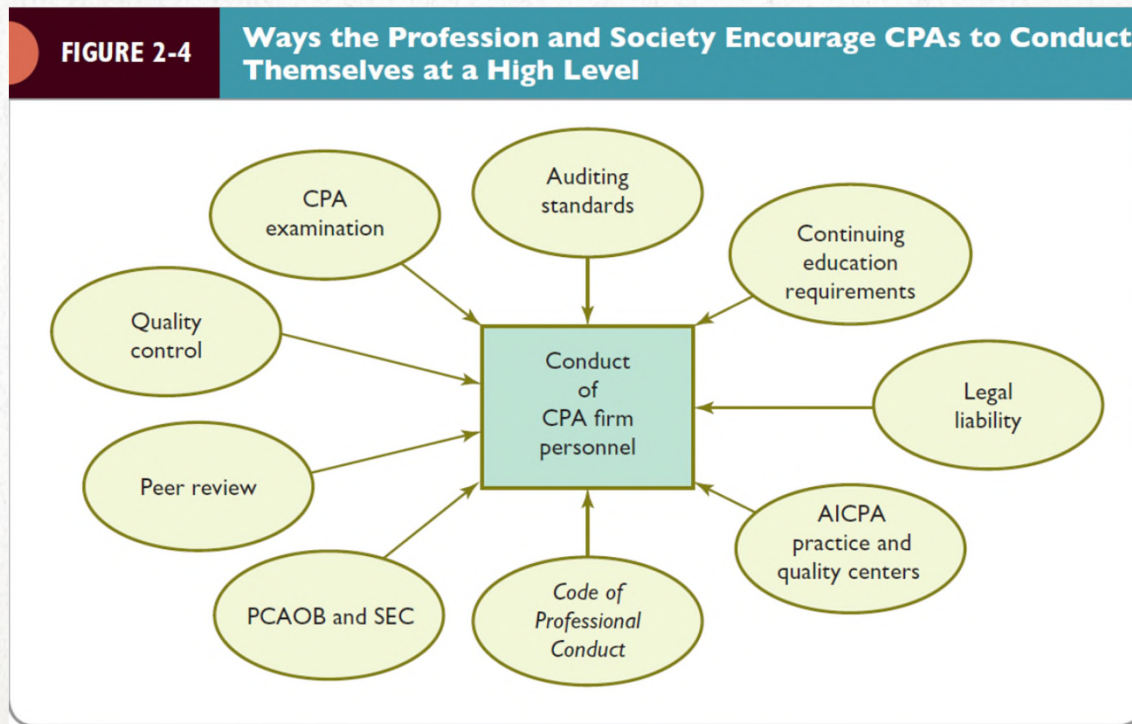 FIGURE 2-4
Ways the Profession and Society Encourage CPAs to Conduct
Themselves at a High Level
CPA
examination
Auditing
standards
Continuing
education
requirements
Quality
control
Conduct
of
CPA firm
personnel
Legal
liability
Peer review
AICPA
practice and
quality centers
PCAOB and SEC
Code of
Professional
Conduct